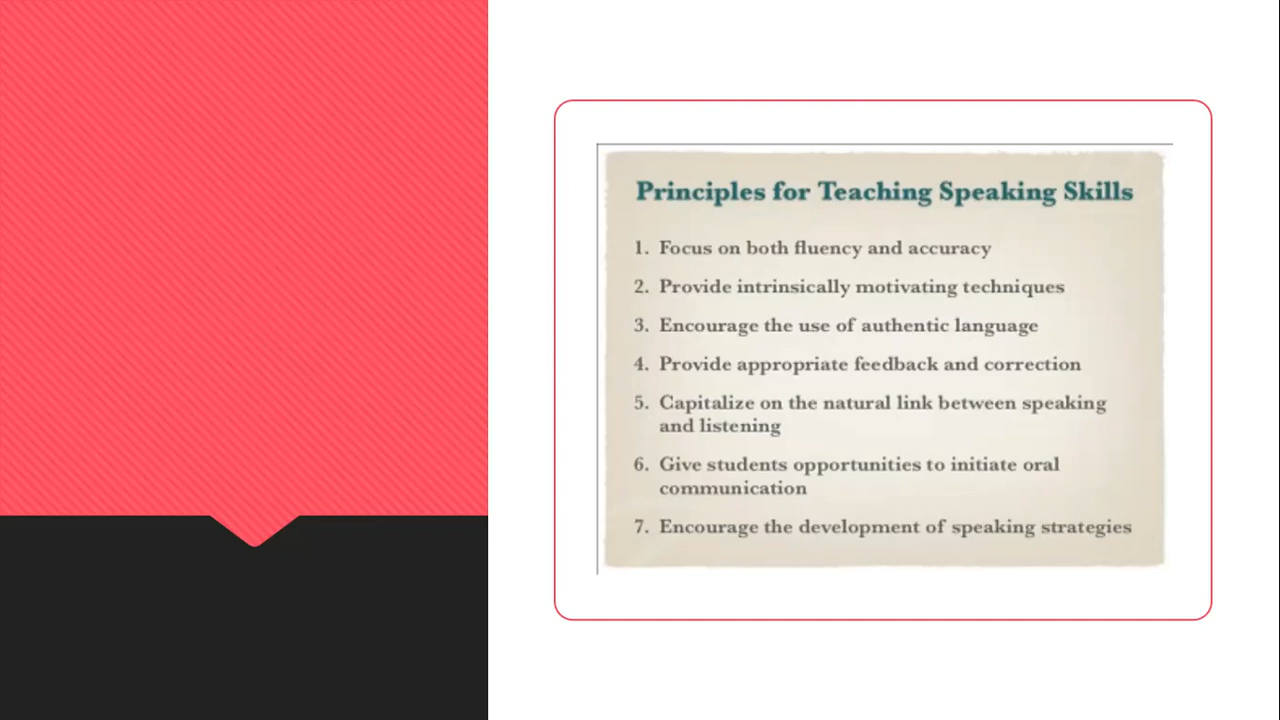 Principles for Teaching Speaking Skills
1. Focus on both fluency and accuracy
2. Provide intrinsically motivating techniques
3. Encourage the use of authentic language
4. Provide appropriate feedback and correction
5. Capitalize on the natural link between speaking
and listening
6. Give students opportunities to initiate oral
communication
7. Encourage the development of speaking strategies